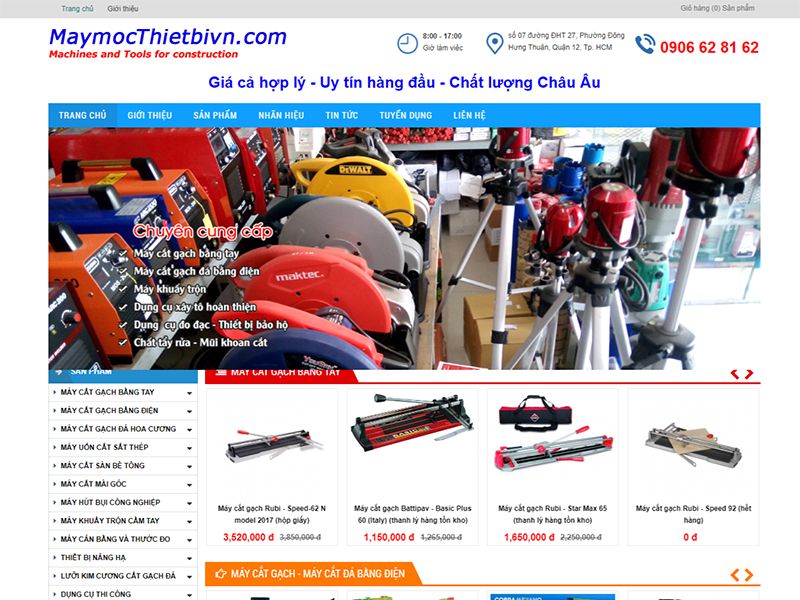 Trang chủ Giới thiệu Giỏ hàng (0) Sản phẩm
MaymocThietbivn.com
Machines and Tools for construction
8:00 - 17:00
Giờ làm việc
số 07 đường ĐHT 27, Phường Đông
Hưng Thuận, Quận 12, Tp. HCM
0906 62 81 62
Giá cả hợp lý - Uy tín hàng đầu - Chất lượng Châu Âu
TRANG CHỦ GIỚI THIỆU SẢN PHẨM NHÃN HIỆU TIN TỨC TUYỂN DỤNG LIÊN HỆ
DEWALT
maktec
Chuyên cung cấp
Máy cắt gạch bằng tay
Máy cắt gạch đá bằng điện
Máy khuấy trộn
Dụng cụ xây tô hoàn thiện
Dụng cụ đo đạc - Thiết bị bảo hộ
Chất tẩy rửa - Mũi khoan cắt
SẢN PHẨM
MÁY CẮT GẠCH BẰNG TAY
MÁY CẮT GẠCH BẰNG ĐIỆN
MÁY CẮT GẠCH ĐÁ HOA CƯƠNG
MÁY UỐN CẮT SẮT THÉP
MÁY CẮT SÀN BÊ TÔNG
MÁY CẮT MÀI GÓC
MÁY HÚT BỤI CÔNG NGHIỆP
MÁY KHUẤY TRỘN CẦM TAY
MÁY CÂN BẰNG VÀ THƯỚC ĐO
THIẾT BỊ NÂNG HẠ
LƯỠI KIM CƯƠNG CẮT GẠCH ĐÁ
DỤNG CỤ THI CÔNG
MÁY CẮT GẠCH BẰNG TAY
Máy cắt gạch Rubi - Speed-62 N
model 2017 (hộp giấy)
3,520,000 đ 3,850,000 đ
Máy cắt gạch Battipav - Basic Plus
60 (Italy) (thanh lý hàng tồn kho)
1,150,000 đ 1,265,000 đ
Máy cắt gạch Rubi - Star Max 65
(thanh lý hàng tồn kho)
1,650,000 đ 2,250,000 đ
Máy cắt gạch Rubi - Speed 92 (hết
hàng)
0 đ
MÁY CẮT GẠCH - MÁY CẮT ĐÁ BẰNG ĐIỆN